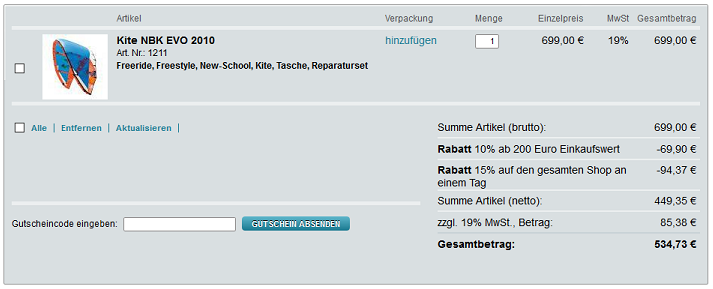 Artikel Verpackung Menge Einzelpreis MwSt Gesamtbetrag
Kite NBK EVO 2010 hinzufügen 1 699,00 € 19% 699,00 €
Art. Nr.: 1211
Freeride, Freestyle, New-School, Kite, Tasche, Reparaturset
Alle | Entfernen | Aktualisieren |
Summe Artikel (brutto): 699,00 €
Rabatt 10% ab 200 Euro Einkaufswert -69,90 €
Rabatt 15% auf den gesamten Shop an -94,37 €
einem Tag
Summe Artikel (netto): 449,35 €
Gutscheincode eingeben: GUTSCHEIN ABSENDEN
zzgl. 19% MwSt., Betrag: 85,38 €
Gesamtbetrag: 534,73 €